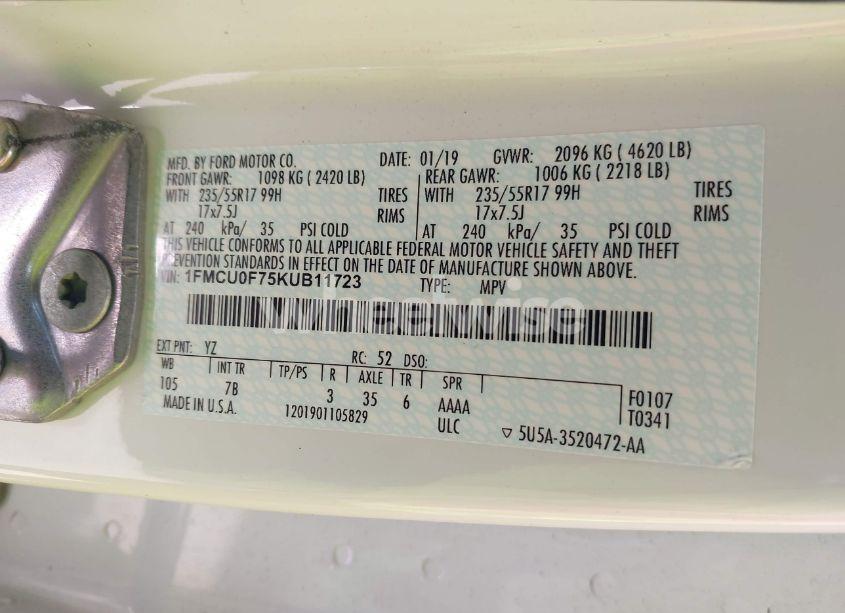 MFD. BY FORD MOTOR CO. DATE: 01/19 GVWR: 2096 KG ( 4620 LB)
FRONT GAWR: 1098 KG ( 2420 LB) REAR GAWR: 1006 KG ( 2218 LB)
WITH 235/55R17 99H TIRES WITH 235/55R17 99H TIRES
17x7.5J RIMS 17x7.5J RIMS
AT 240 kPa/ 35 PSI COLD AT 240 kPa/ 35 PSI COLD
THIS VEHICLE CONFORMS TO ALL APPLICABLE FEDERAL MOTOR VEHICLE SAFETY AND THEFT
PREVENTION STANDARDS IN EFFECT ON THE DATE OF MANUFACTURE SHOWN ABOVE.
VIN: 1FMCU0F75KUB11723 TYPE: MPV
wheelwise
EXT PNT: YZ RC: 52 DSO:
WB INT TR TP/PS R AXLE TR SPR
105 7B 3 35 6 AAAA F0107
MADE IN U.S.A. 1201901105829 ULC T0341
▽ 5U5A-3520472-AA